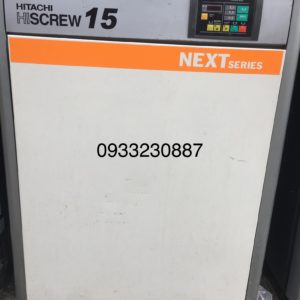 HITACHI
HISCREW 15
NEXT SERIES
0933230887